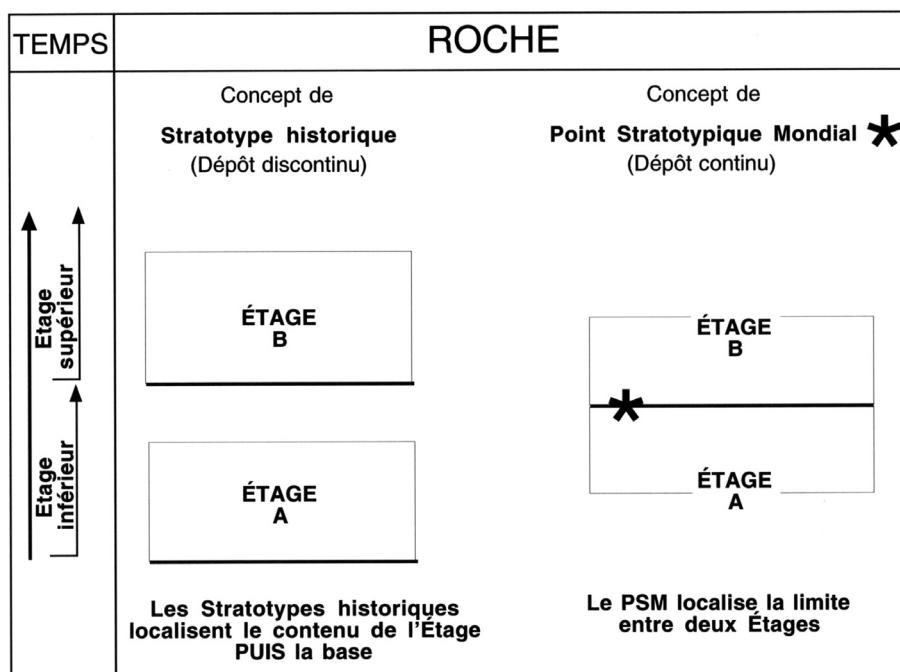 TEMPS
ROCHE
Concept de
Stratotype historique
(Dépôt discontinu)
Concept de
Point Stratotypique Mondial *
(Dépôt continu)
Etage
supérieur
Etage
inférieur
ÉTAGE
B
ÉTAGE
A
ÉTAGE
B
*
ÉTAGE
A
Les Stratotypes historiques
localisent le contenu de l'Étage
PUIS la base
Le PSM localise la limite
entre deux Étages